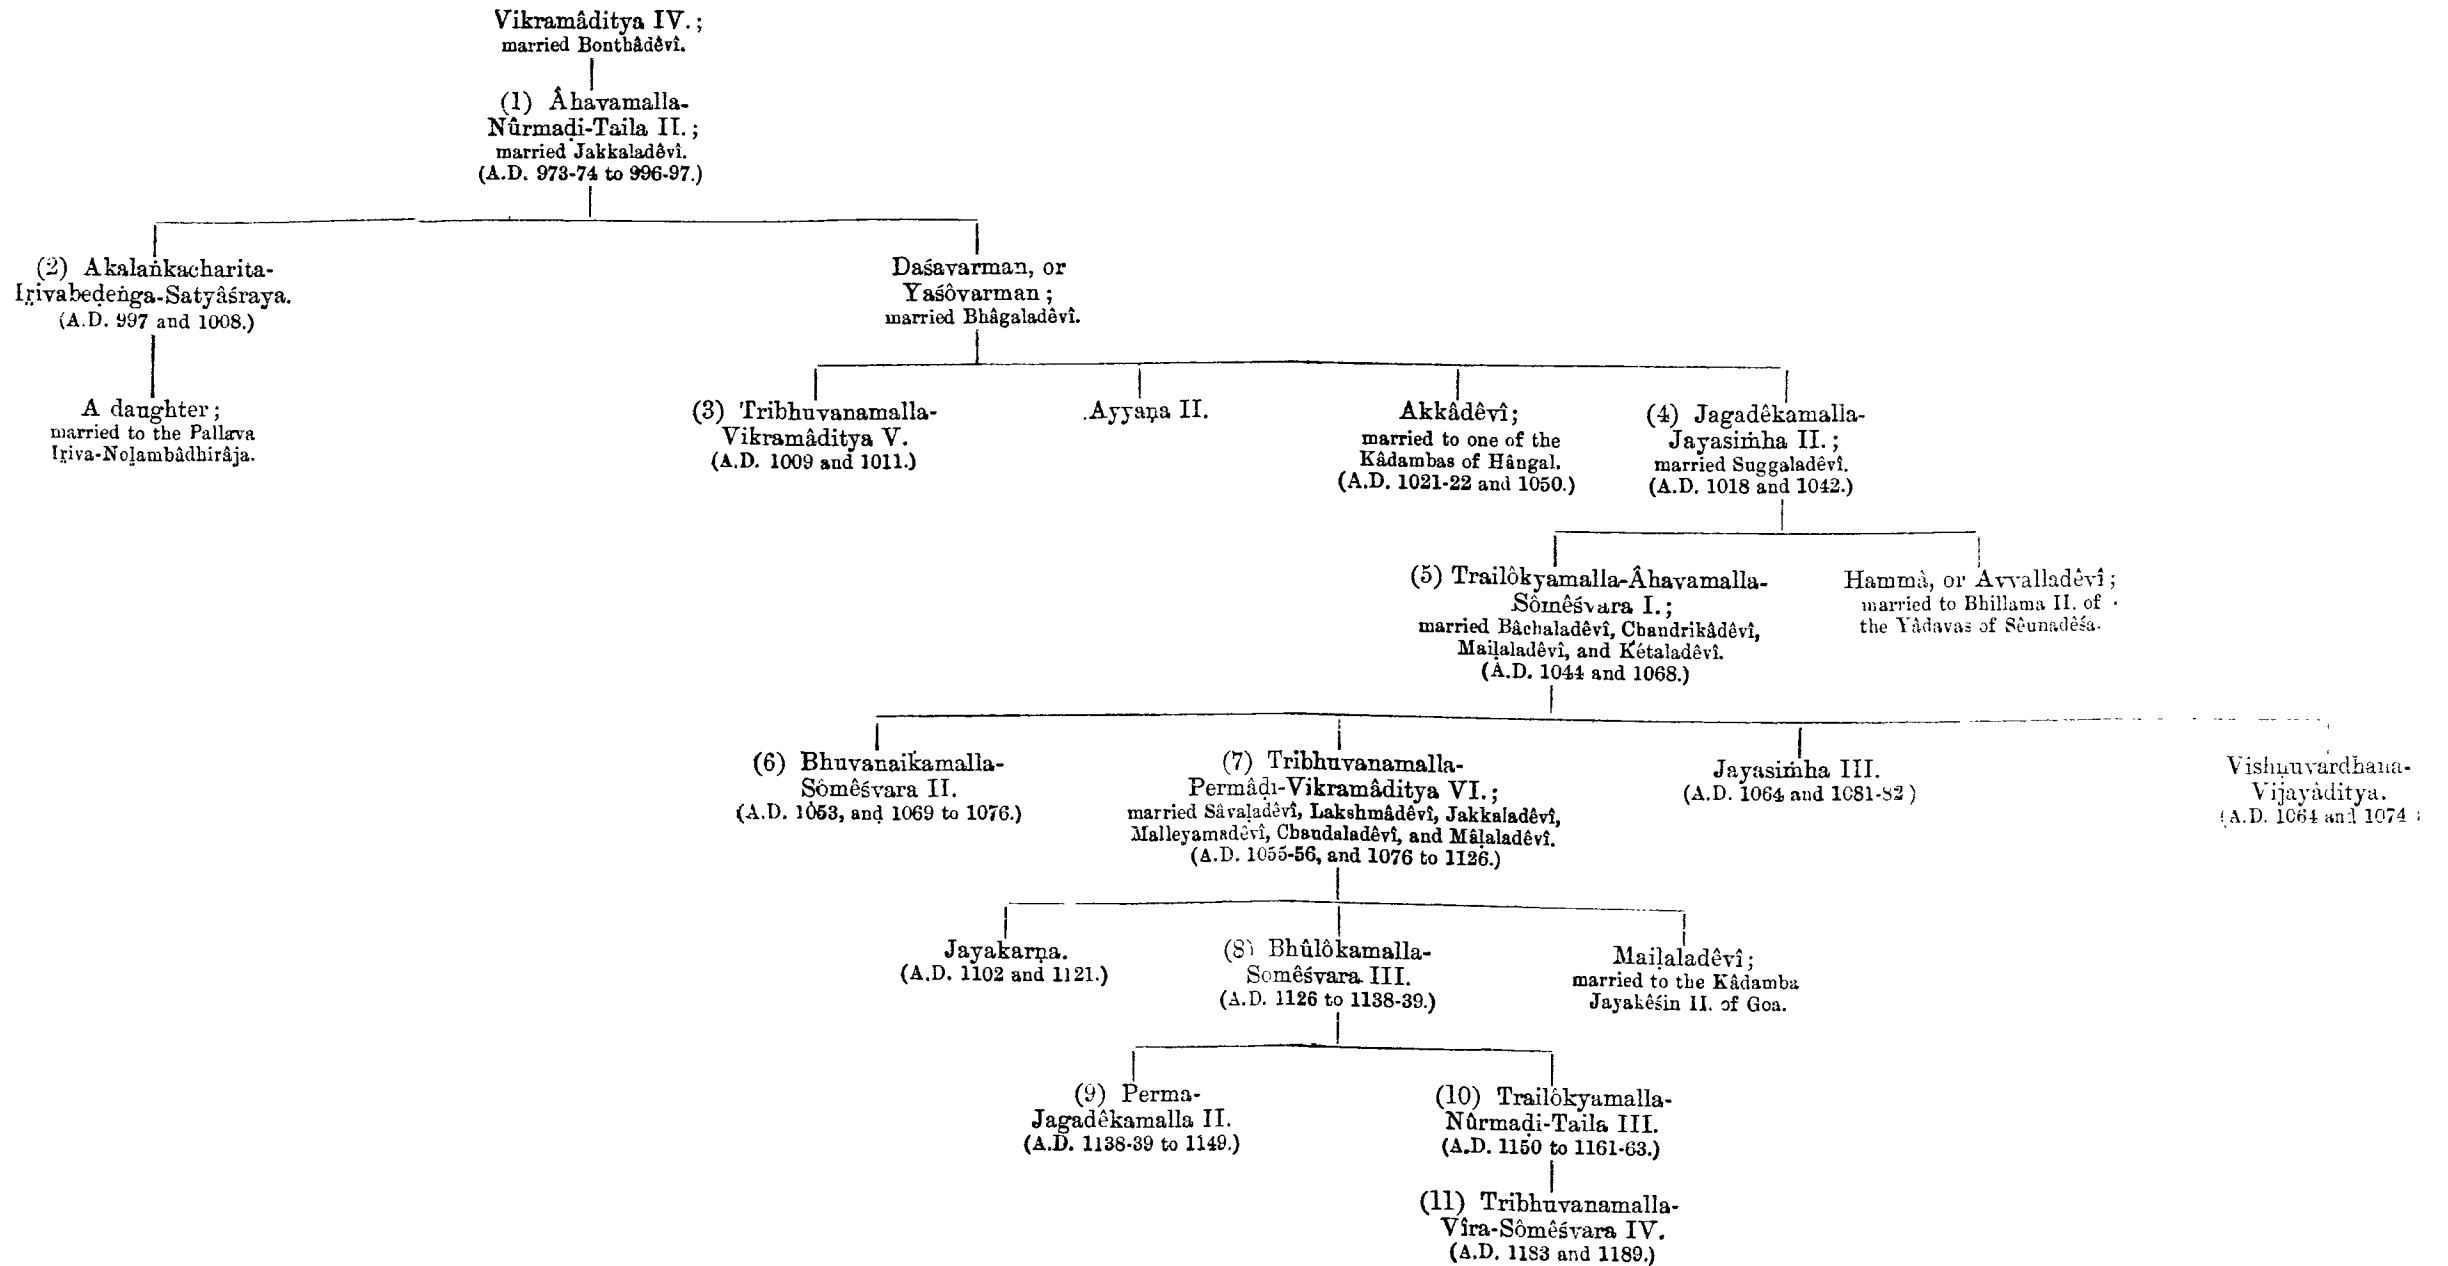 Vikramâditya IV.;
married Bonthâdêvî.
(1) Âhavamalla-
Nûrmaḍi-Taila II.;
married Jakkaladêvî.
(A.D. 973-74 to 996-97.)
(2) Akalaṅkacharita-
Iṛivabeḍeṅga-Satyâśraya.
(A.D. 997 and 1008.)
Daśavarman, or
Yaśôvarman;
married Bhâgaladêvî.
A daughter;
married to the Pallava
Iṛiva-Noḷambâdhirâja.
(3) Tribhuvanamalla-
Vikramâditya V.
(A.D. 1009 and 1011.)
Ayyaṇa II.
Akkâdêvî;
married to one of the
Kâdambas of Hângal.
(A.D. 1021-22 and 1050.)
(4) Jagadêkamalla-
Jayasiṁha II.;
married Suggaladêvî.
(A.D. 1018 and 1042.)
(5) Trailôkyamalla-Âhavamalla-
Sômêśvara I.;
married Bâchaladêvî, Chandrikâdêvî,
Maiḷaladêvî, and Kêtaladêvî.
(A.D. 1044 and 1068.)
Hammâ, or Avvalladêvî;
married to Bhillama II. of
the Yâdavas of Sêunadêśa.
(6) Bhuvanaikamalla-
Sômêśvara II.
(A.D. 1053, and 1069 to 1076.)
(7) Tribhuvanamalla-
Permâḍi-Vikramâditya VI.;
married Sâvaḷadêvî, Lakshmâdêvî, Jakkaladêvî,
Malleyamadêvî, Chandaladêvî, and Mâḷaladêvî.
(A.D. 1055-56, and 1076 to 1126.)
Jayasiṁha III.
(A.D. 1064 and 1081-82)
Vishṇuvardhana-
Vijayâditya.
(A.D. 1064 and 1074
Jayakarṇa.
(A.D. 1102 and 1121.)
(8) Bhûlôkamalla-
Somêśvara III.
(A.D. 1126 to 1138-39.)
Maiḷaladêvî;
married to the Kâdamba
Jayakêśin II. of Goa.
(9) Perma-
Jagadêkamalla II.
(A.D. 1138-39 to 1149.)
(10) Trailôkyamalla-
Nûrmaḍi-Taila III.
(A.D. 1150 to 1161-63.)
(11) Tribhuvanamalla-
Vîra-Sômêśvara IV.
(A.D. 1183 and 1189.)